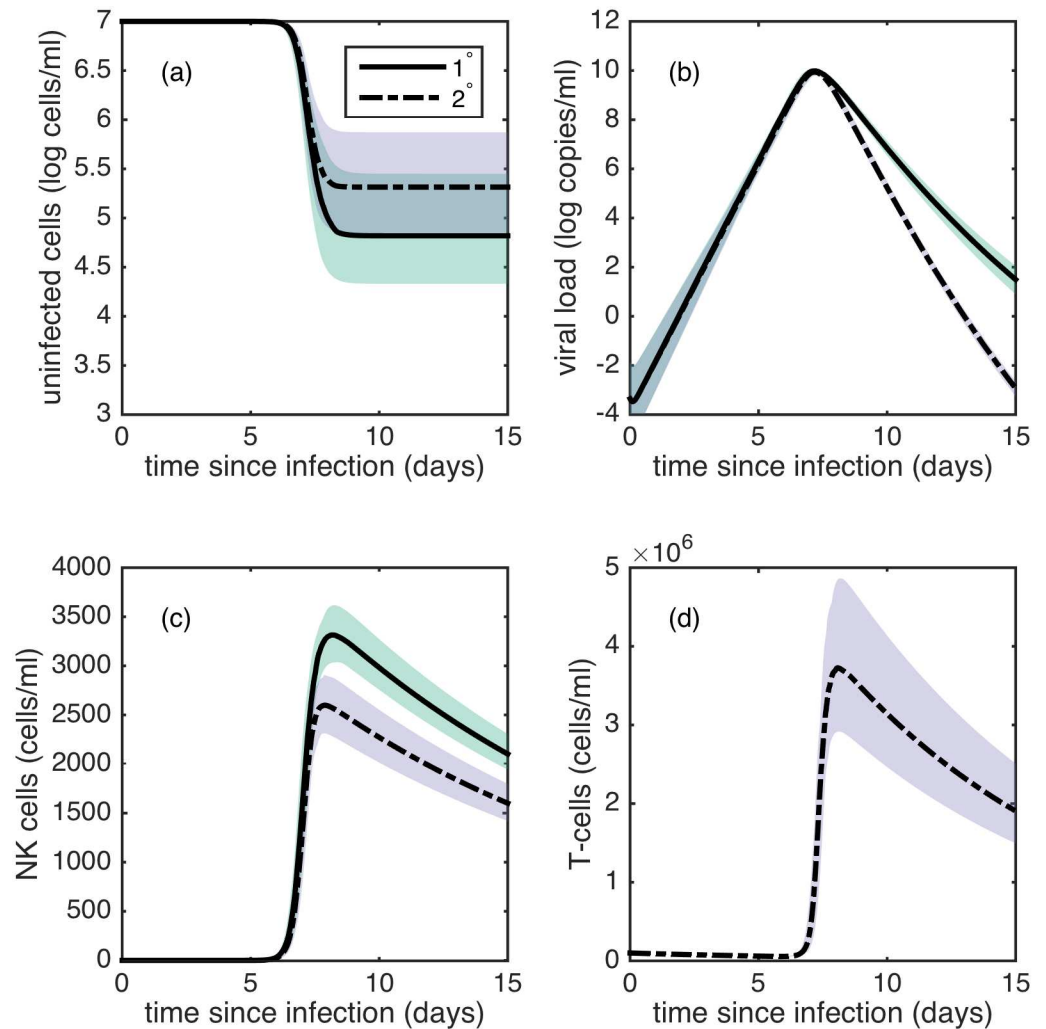 7
6.5
6
5.5
5
4.5
4
3.5
3
uninfected cells (log cells/ml)
(a)
1°
2°
0 5 10 15
time since infection (days)
12
10
8
6
4
2
0
-2
-4
viral load (log copies/ml)
(b)
0 5 10 15
time since infection (days)
4000
3500
3000
2500
2000
1500
1000
500
0
NK cells (cells/ml)
(c)
0 5 10 15
time since infection (days)
×10⁶
5
4
3
2
1
0
T-cells (cells/ml)
(d)
0 5 10 15
time since infection (days)